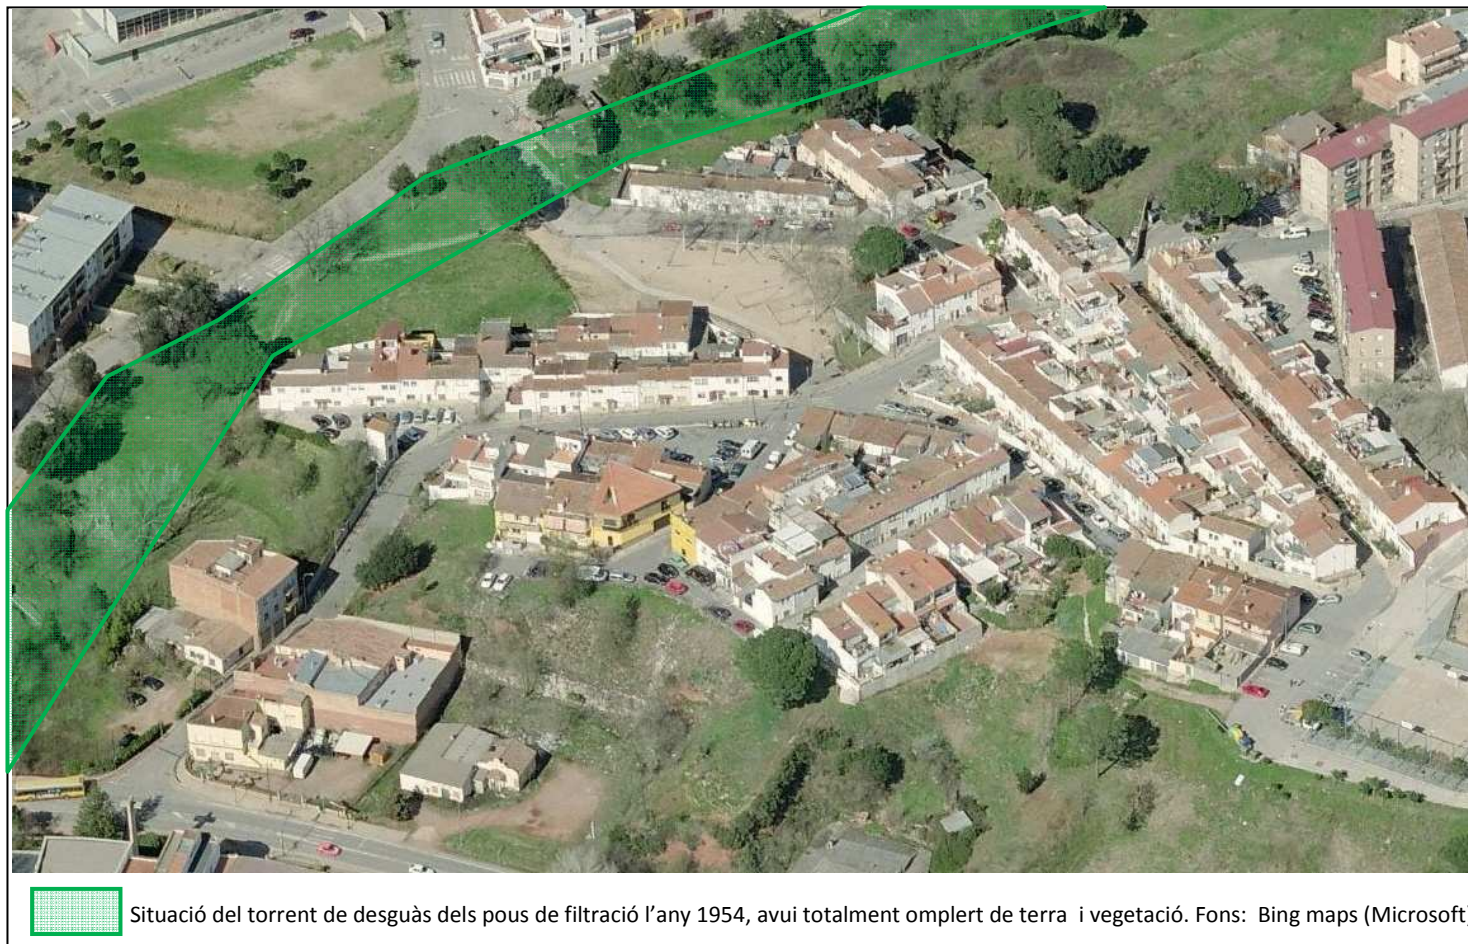 Situació del torrent de desguàs dels pous de filtració l’any 1954, avui totalment omplert de terra i vegetació. Fons: Bing maps (Microsoft)